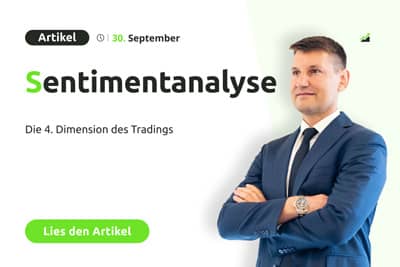 Artikel
30. September
Sentimentanalyse
Die 4. Dimension des Tradings
Lies den Artikel